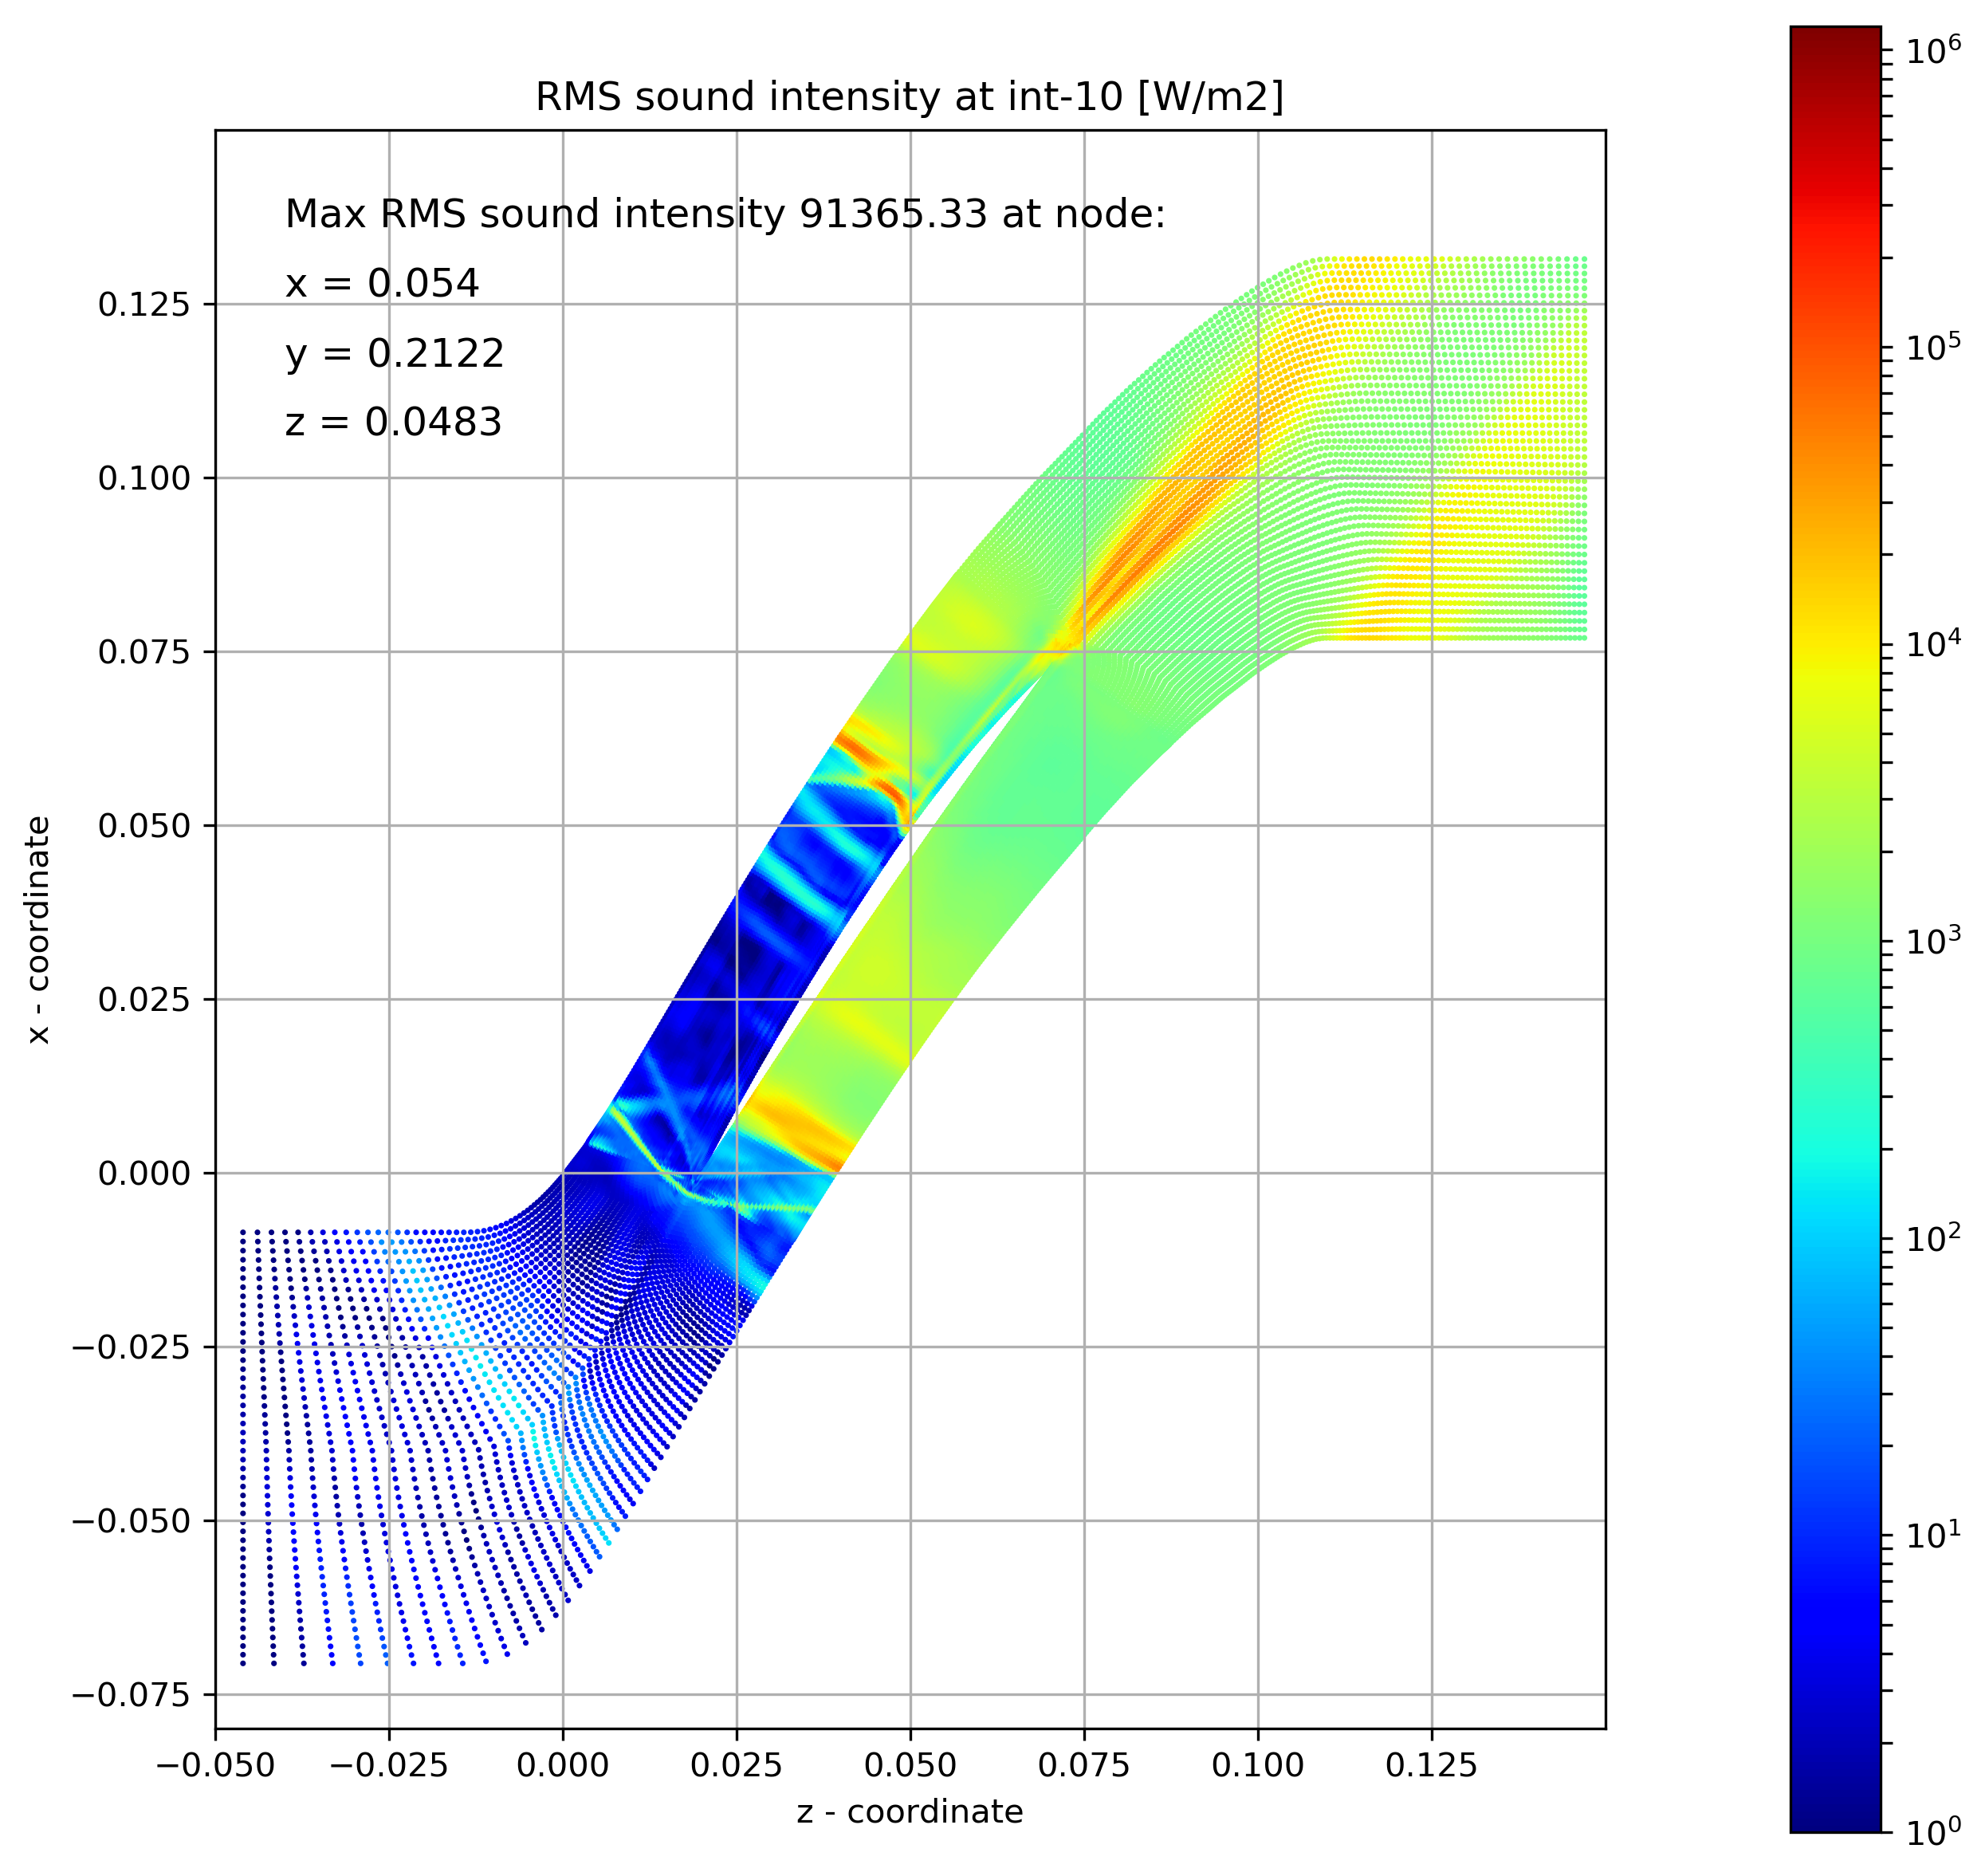 RMS sound intensity at int-10 [W/m2]
Max RMS sound intensity 91365.33 at node:
x = 0.054
y = 0.2122
z = 0.0483
x - coordinate
0.125
0.100
0.075
0.050
0.025
0.000
−0.025
−0.050
−0.075
−0.050 −0.025 0.000 0.025 0.050 0.075 0.100 0.125
z - coordinate
10⁶
10⁵
10⁴
10³
10²
10¹
10⁰